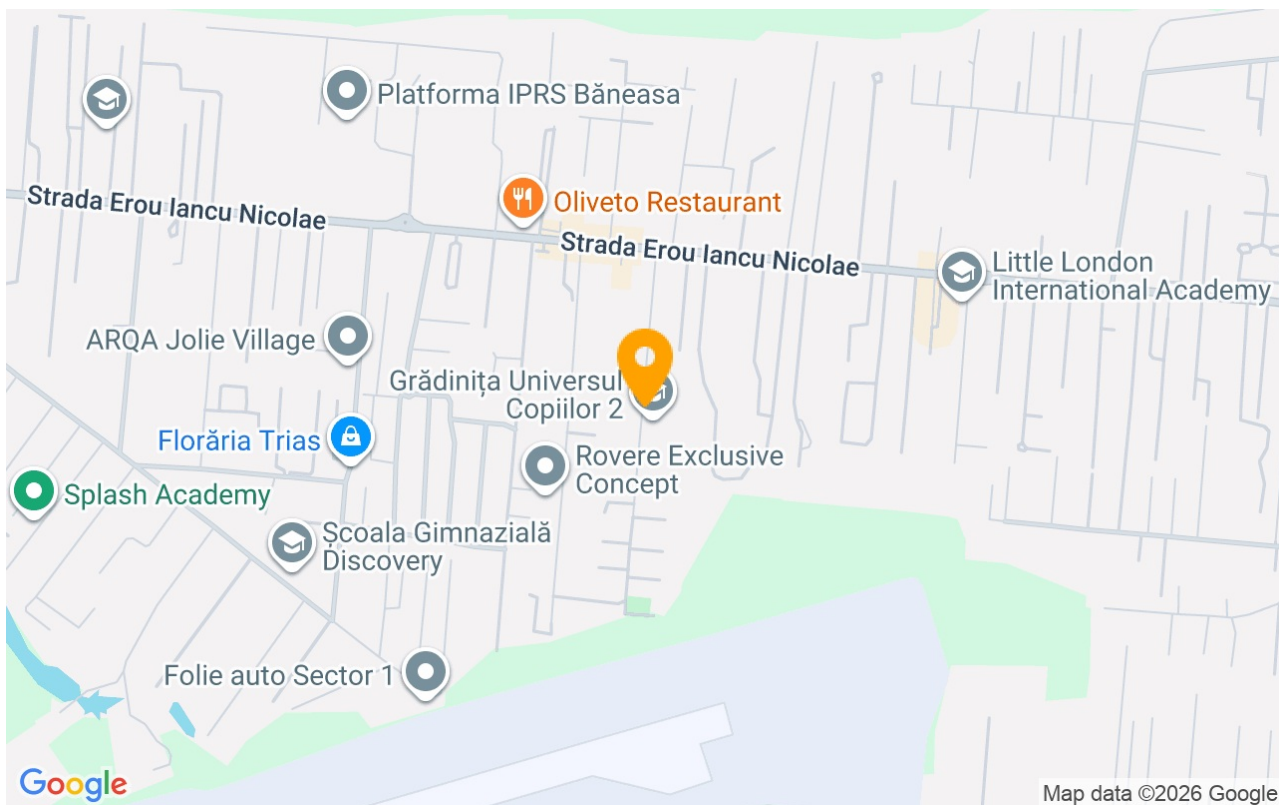 Platforma IPRS Băneasa
Strada Erou Iancu Nicolae
Oliveto Restaurant
Strada Erou Iancu Nicolae
Little London
International Academy
ARQA Jolie Village
Grădinița Universul
Copiilor 2
Florăria Trias
Rovere Exclusive
Concept
Splash Academy
Școala Gimnazială
Discovery
Folie auto Sector 1
Google
Map data ©2026 Google